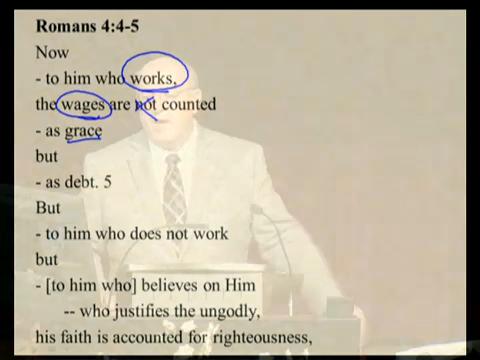 Romans 4:4-5
Now
- to him who works,
the wages are not counted
- as grace
but
- as debt. 5
But
- to him who does not work
but
- [to him who] believes on Him
-- who justifies the ungodly,
his faith is accounted for righteousness,